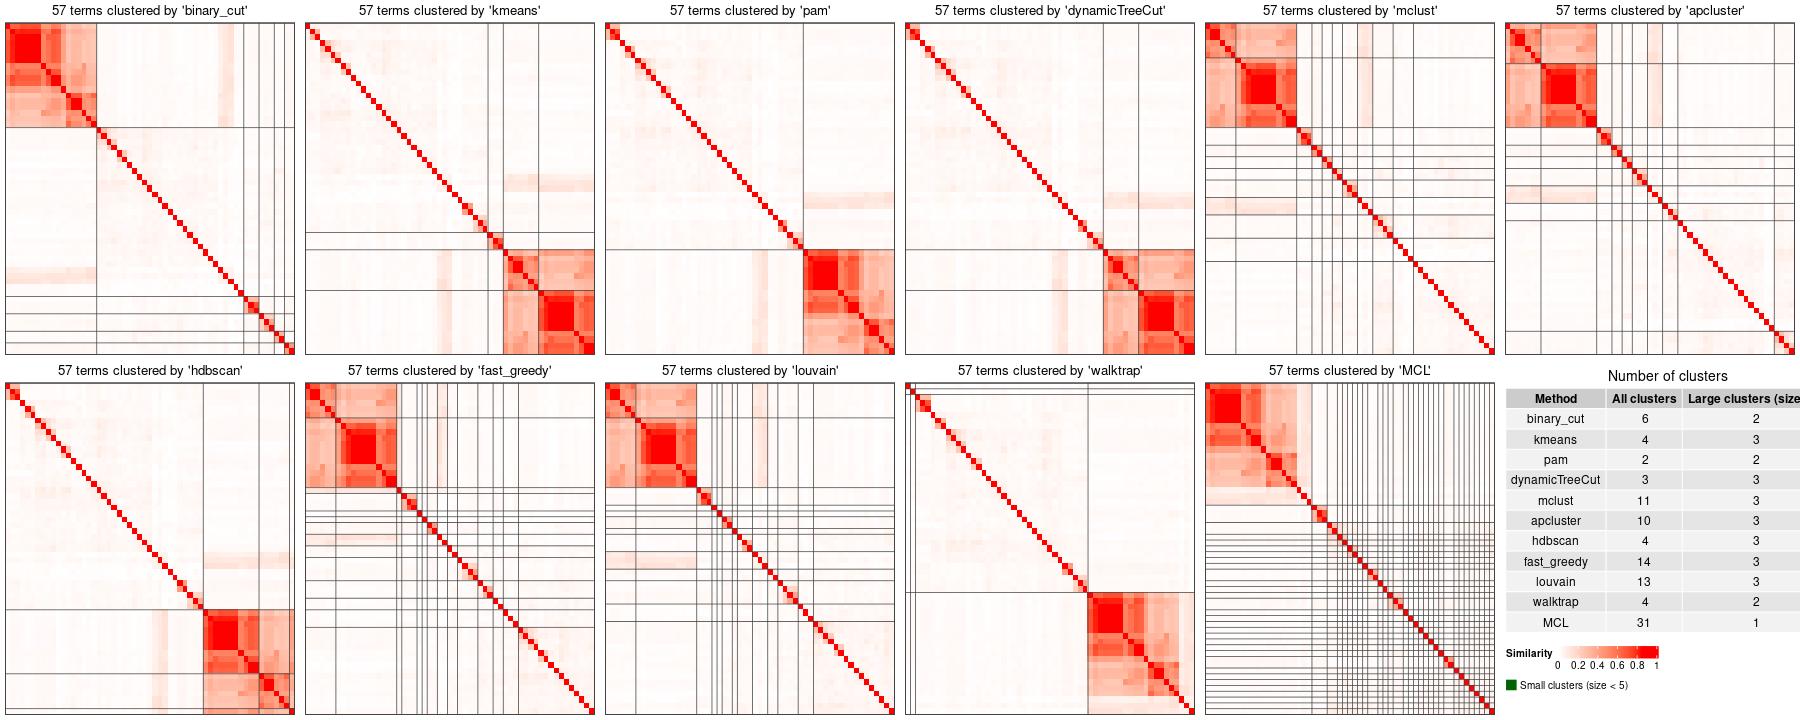 57 terms clustered by 'binary_cut'
57 terms clustered by 'kmeans'
57 terms clustered by 'pam'
57 terms clustered by 'dynamicTreeCut'
57 terms clustered by 'mclust'
57 terms clustered by 'apcluster'
57 terms clustered by 'hdbscan'
57 terms clustered by 'fast_greedy'
57 terms clustered by 'louvain'
57 terms clustered by 'walktrap'
57 terms clustered by 'MCL'
Number of clusters
Method All clusters Large clusters (size
binary_cut 6 2
kmeans 4 3
pam 2 2
dynamicTreeCut 3 3
mclust 11 3
apcluster 10 3
hdbscan 4 3
fast_greedy 14 3
louvain 13 3
walktrap 4 2
MCL 31 1
Similarity
0 0.2 0.4 0.6 0.8 1
Small clusters (size < 5)